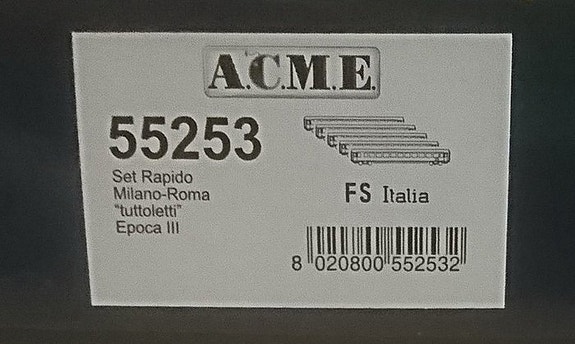 A.C.M.E.
55253
Set Rapido
Milano-Roma
"tuttoletti"
Epoca III
FS Italia
8 020800 552532